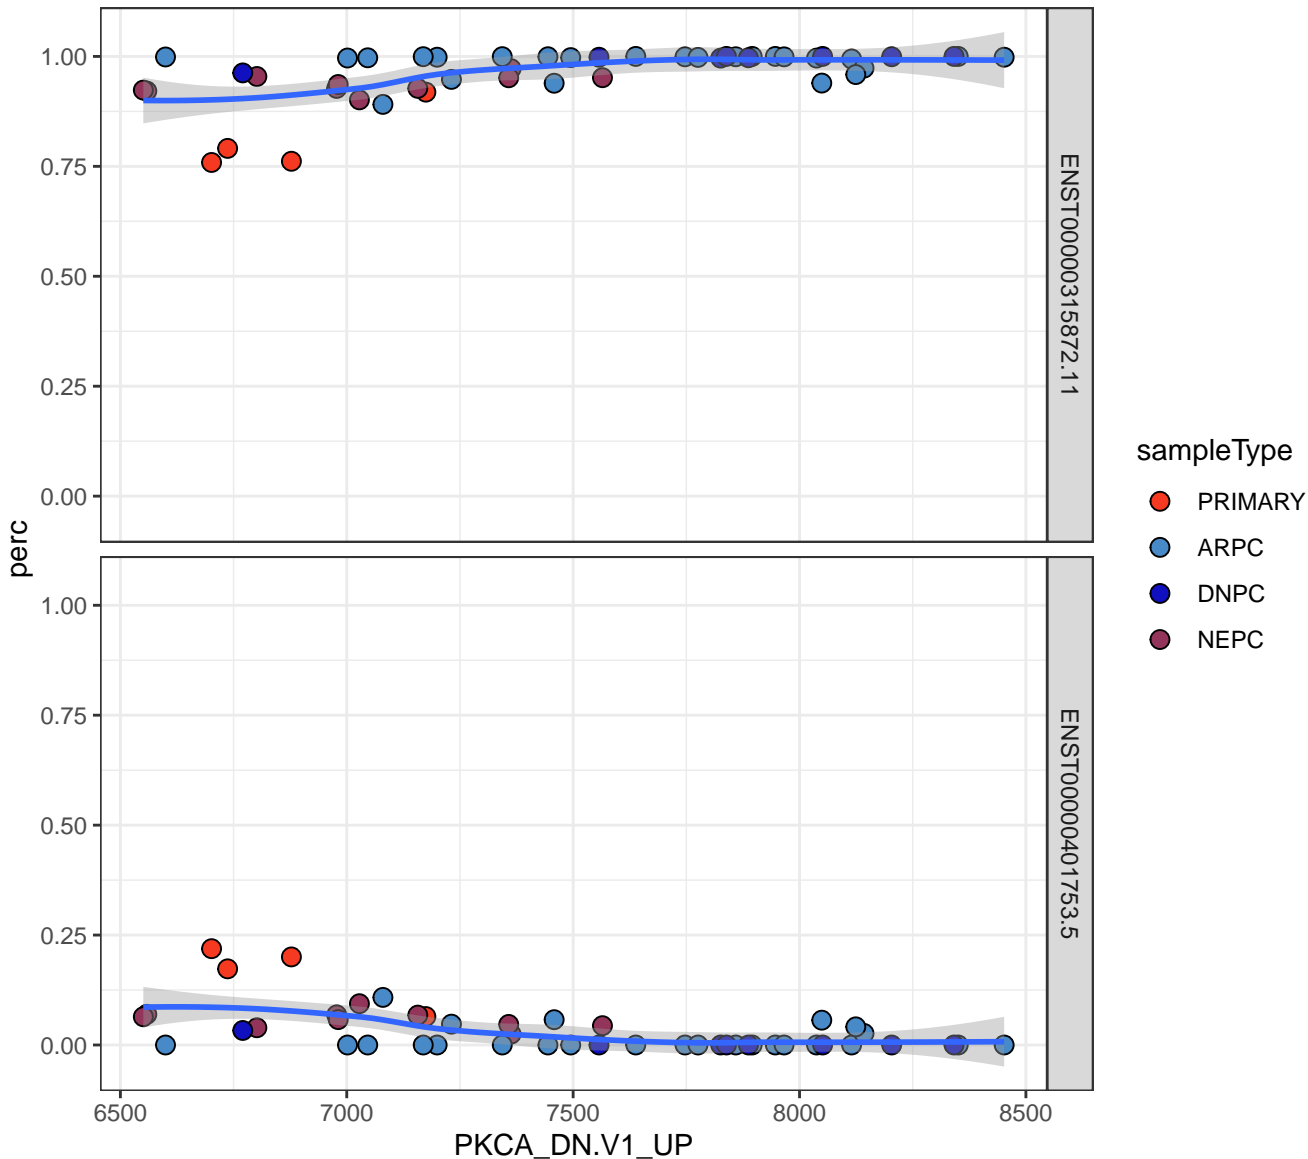 1.00
0.75
0.50
0.25
0.00
ENST00000315872.11
1.00
0.75
0.50
0.25
0.00
ENST00000401753.5
perc
6500 7000 7500 8000 8500
PKCA_DN.V1_UP
sampleType
PRIMARY
ARPC
DNPC
NEPC